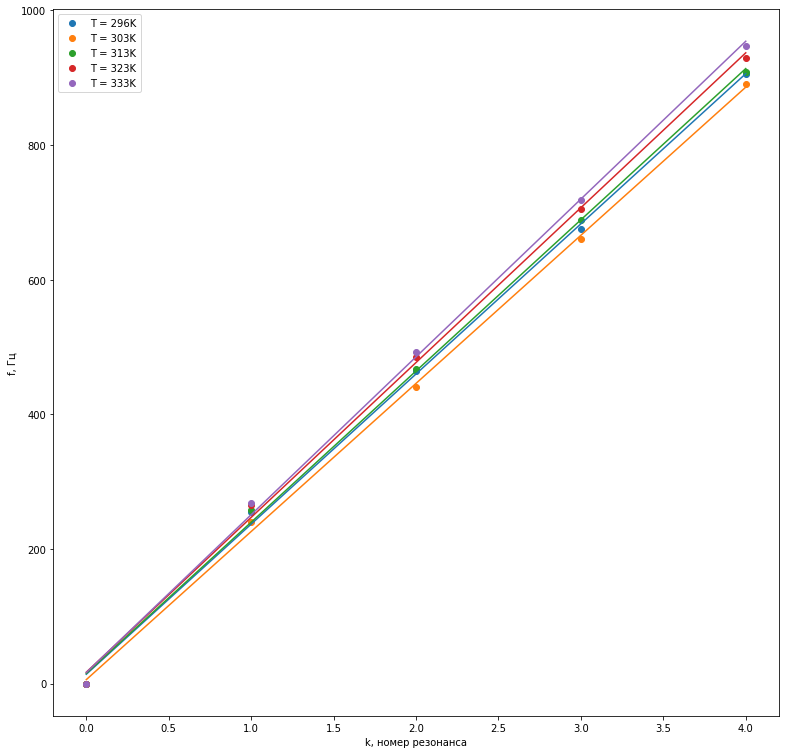 T = 296K
T = 303K
T = 313K
T = 323K
T = 333K
1000
800
600
400
200
0
f, Гц
0.0 0.5 1.0 1.5 2.0 2.5 3.0 3.5 4.0
k, номер резонанса